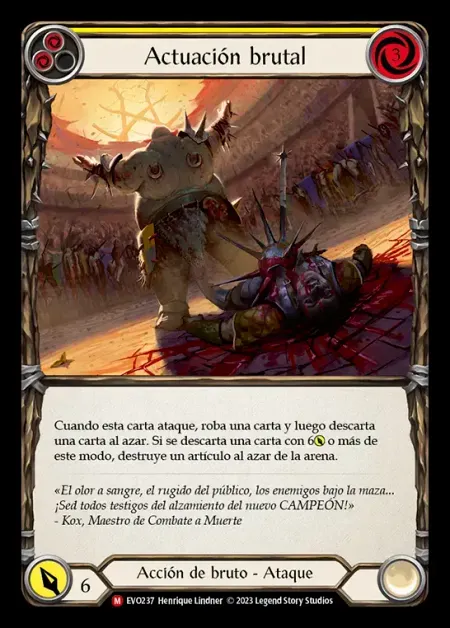 Actuación brutal
3
Cuando esta carta ataque, roba una carta y luego descarta
una carta al azar. Si se descarta una carta con 6 o más de
este modo, destruye un artículo al azar de la arena.
«El olor a sangre, el rugido del público, los enemigos bajo la maza...
¡Sed todos testigos del alzamiento del nuevo CAMPEÓN!»
- Kox, Maestro de Combate a Muerte
6
Acción de bruto - Ataque
M EVO237 Henrique Lindner © 2023 Legend Story Studios